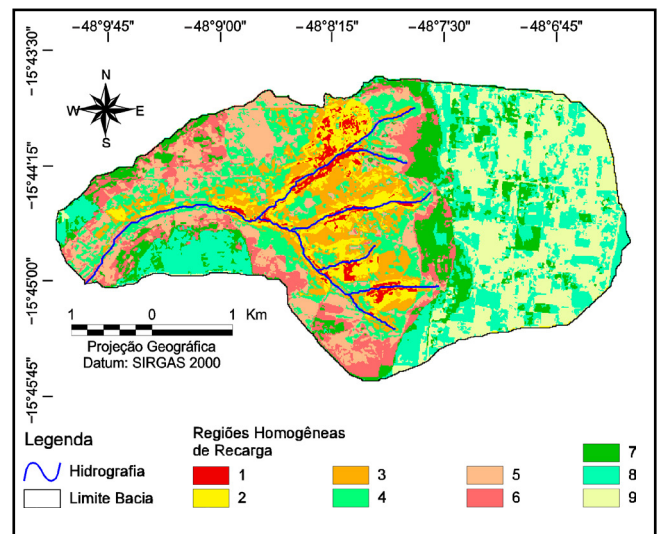 -48°9'45" -48°9'00" -48°8'15" -48°7'30" -48°6'45"
-15°43'30"
-15°44'15"
-15°45'00"
-15°45'45"
N
W E
S
1 0 1 Km
Projeção Geográfica
Datum: SIRGAS 2000
Legenda
Hidrografia
Limite Bacia
Regiões Homogêneas
de Recarga
1
2
3
4
5
6
7
8
9